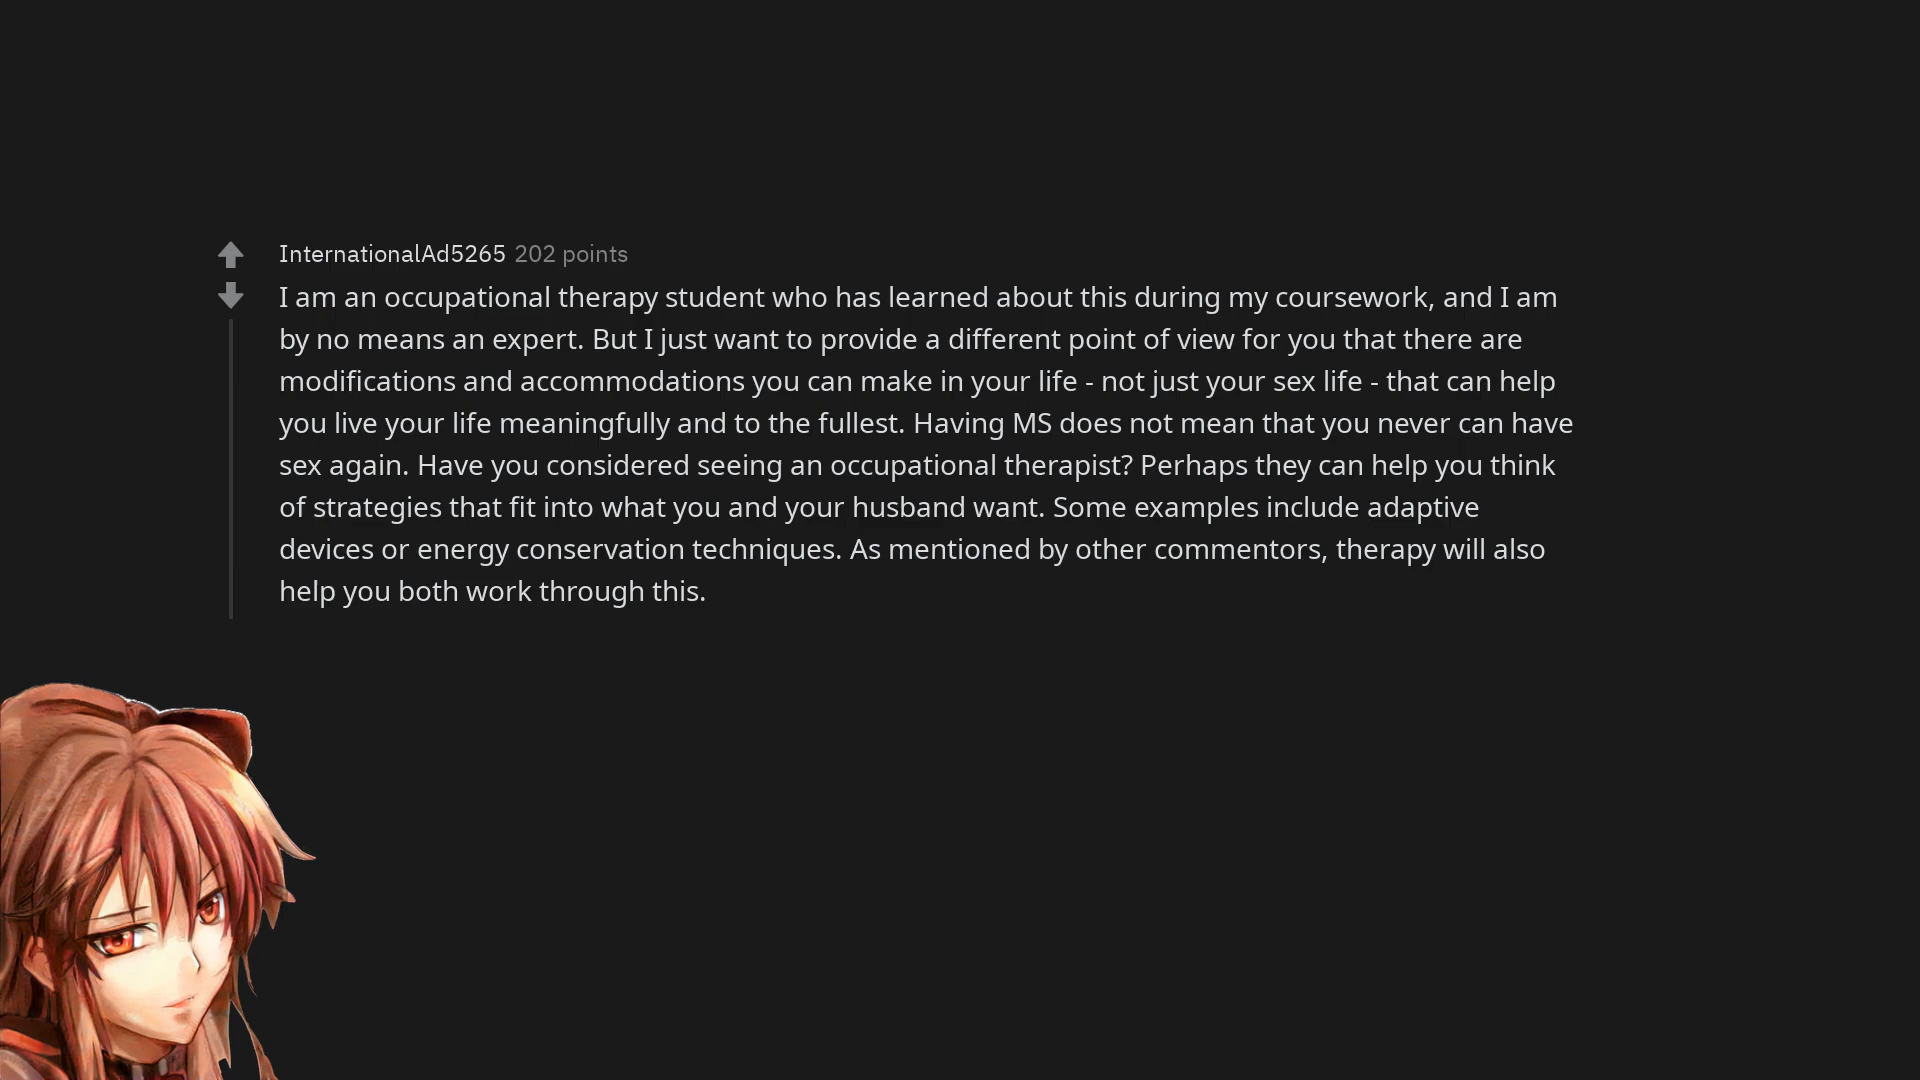 InternationalAd5265 202 points
I am an occupational therapy student who has learned about this during my coursework, and I am
by no means an expert. But I just want to provide a different point of view for you that there are
modifications and accommodations you can make in your life - not just your sex life - that can help
you live your life meaningfully and to the fullest. Having MS does not mean that you never can have
sex again. Have you considered seeing an occupational therapist? Perhaps they can help you think
of strategies that fit into what you and your husband want. Some examples include adaptive
devices or energy conservation techniques. As mentioned by other commentors, therapy will also
help you both work through this.